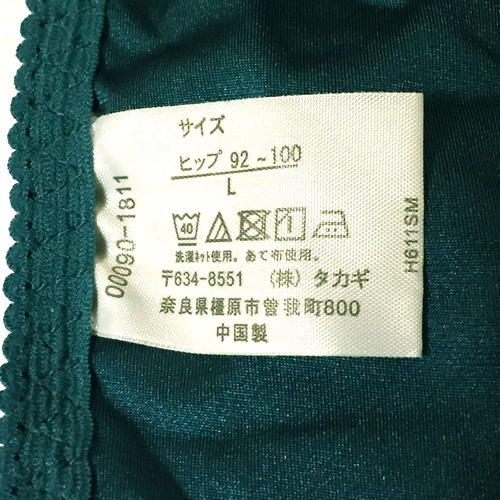 サイズ
ヒップ 92～100
L
40
洗濯ネット使用。あて布使用。
〒634-8551 (株) タカギ
奈良県橿原市曽我町800
中国製
00090-1811
H611SM